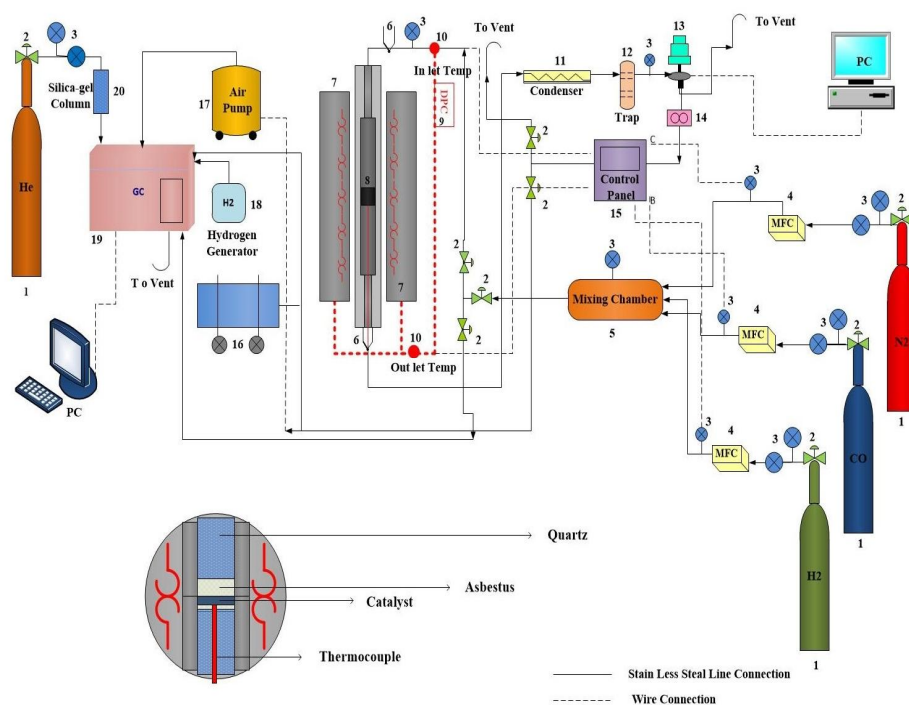 To Vent
To Vent
2
3
3
6
10
13
12
3
11
In let Temp
Condenser
Trap
PC
7
7
DPC
9
Silica-gel
Column
20
17
Air
Pump
14
2
2
C
Control
Panel
15
B
3
4
MFC
3
2
He
GC
H2
18
Hydrogen
Generator
8
19
T o Vent
1
2
2
2
3
Mixing Chamber
5
3
4
MFC
3
2
N2
1
16
7
6
10
Out let Temp
PC
3
4
MFC
3
2
CO
1
H2
1
Quartz
Asbestus
Catalyst
Thermocouple
Stain Less Steal Line Connection
Wire Connection